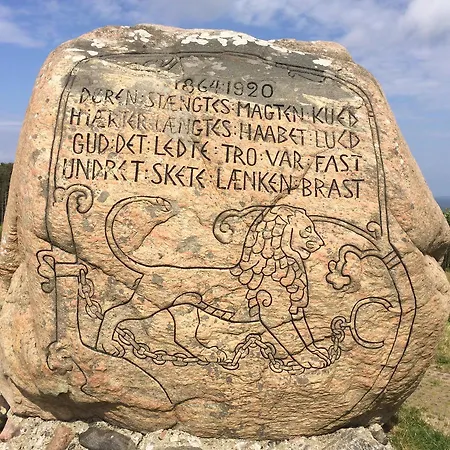 1864·1920
DØREN·STÆNGTES·MAGTEN·KUED
HJÆRTER·LÆNGTES·HAABET·LUED
GUD·DET·LEDTE·TRO·VAR·FAST
UNDRET·SKETE·LÆNKEN·BRAST